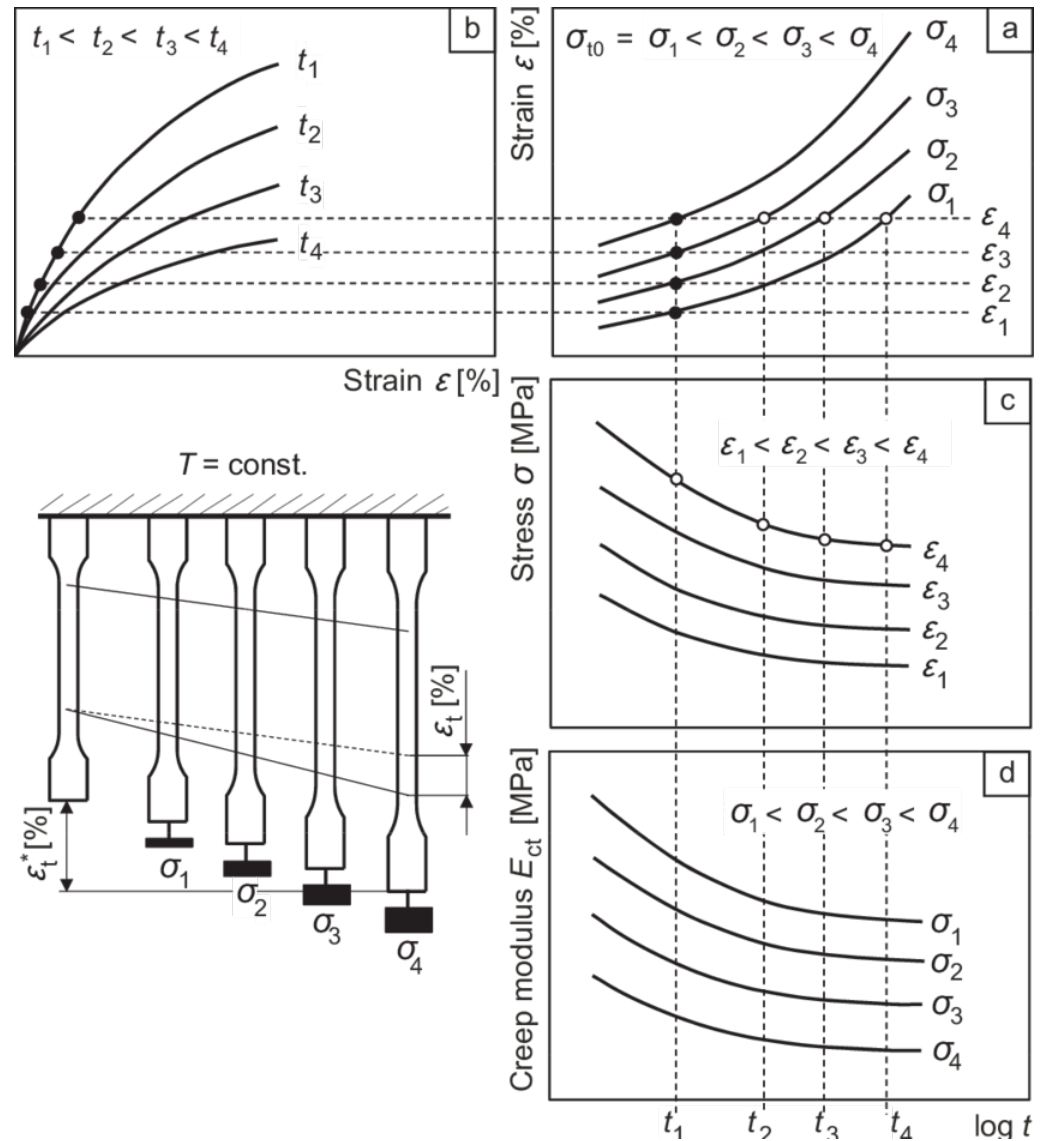 t₁ < t₂ < t₃ < t₄
b
t₁
t₂
t₃
t₄
Strain ε [%]
Strain ε [%]
σₜ₀ = σ₁ < σ₂ < σ₃ < σ₄
a
σ₄
σ₃
σ₂
σ₁
ε₄
ε₃
ε₂
ε₁
T = const.
εₜ [%]
εₜ* [%]
σ₁
σ₂
σ₃
σ₄
Stress σ [MPa]
c
ε₁ < ε₂ < ε₃ < ε₄
ε₄
ε₃
ε₂
ε₁
Creep modulus E_ct [MPa]
d
σ₁ < σ₂ < σ₃ < σ₄
σ₁
σ₂
σ₃
σ₄
t₁ t₂ t₃ t₄ log t